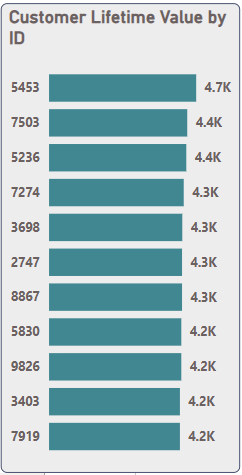 Customer Lifetime Value by
ID
5453 4.7K
7503 4.4K
5236 4.4K
7274 4.3K
3698 4.3K
2747 4.3K
8867 4.3K
5830 4.2K
9826 4.2K
3403 4.2K
7919 4.2K